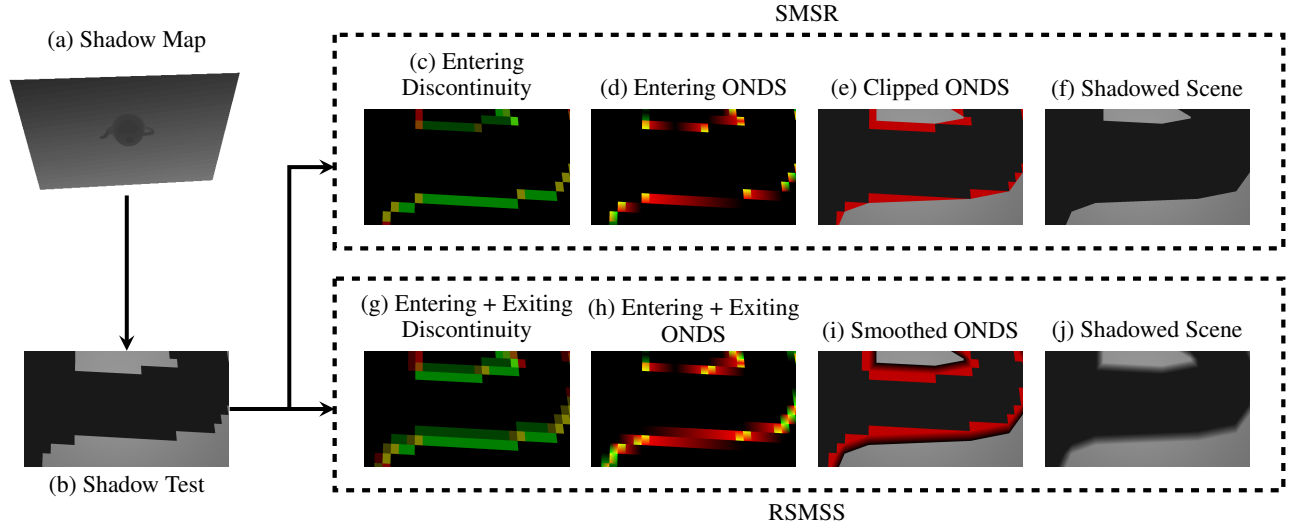 SMSR
(a) Shadow Map
(c) Entering
Discontinuity
(d) Entering ONDS
(e) Clipped ONDS
(f) Shadowed Scene
(g) Entering + Exiting
Discontinuity
(h) Entering + Exiting
ONDS
(i) Smoothed ONDS
(j) Shadowed Scene
(b) Shadow Test
RSMSS